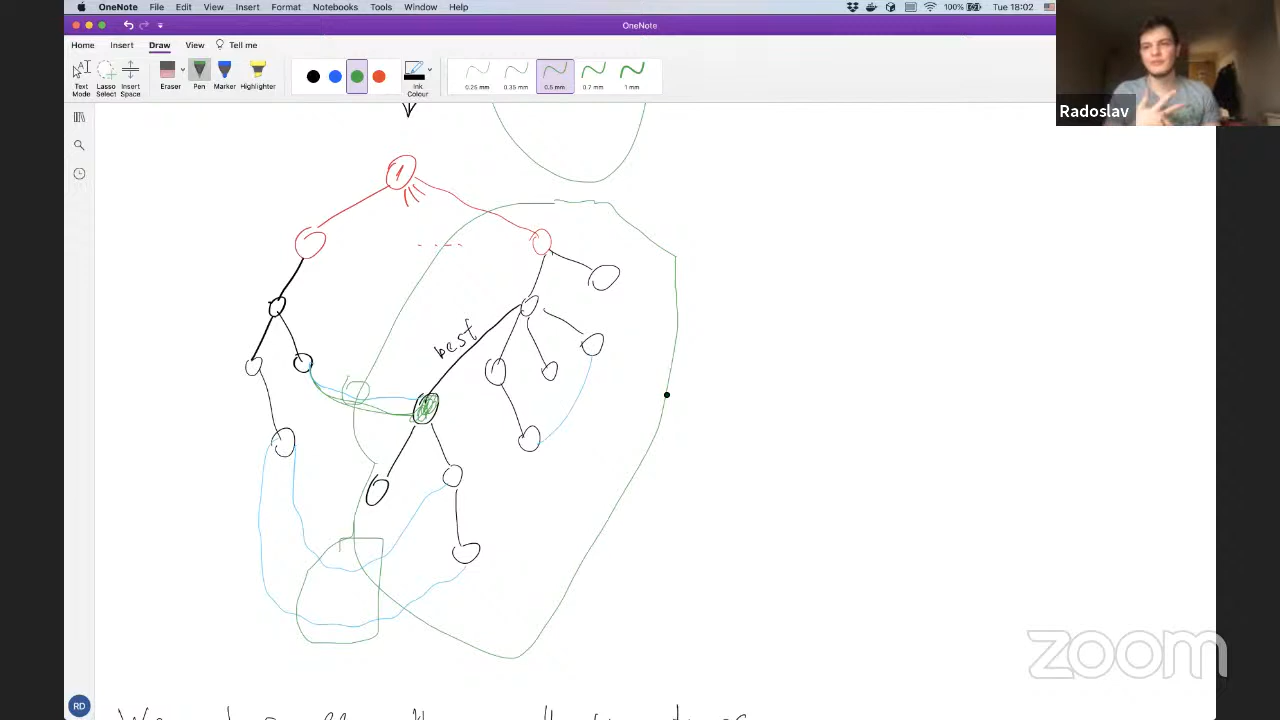 OneNote File Edit View Insert Format Notebooks Tools Window Help 100% Tue 18:02
OneNote
Home Insert Draw View Tell me
Text Mode Lasso Select Insert Space Eraser Pen Marker Highlighter Ink Colour 0.25 mm 0.35 mm 0.5 mm 0.7 mm 1 mm
Radoslav
1
best
zoom
RD